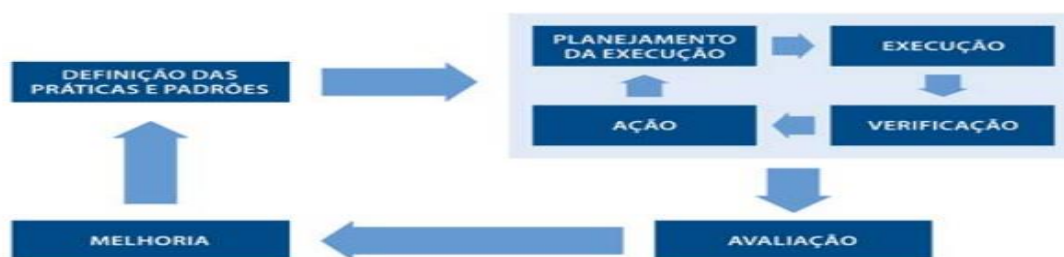 PLANEJAMENTO
DA EXECUÇÃO
EXECUÇÃO
DEFINIÇÃO DAS
PRÁTICAS E PADRÕES
AÇÃO
VERIFICAÇÃO
MELHORIA
AVALIAÇÃO